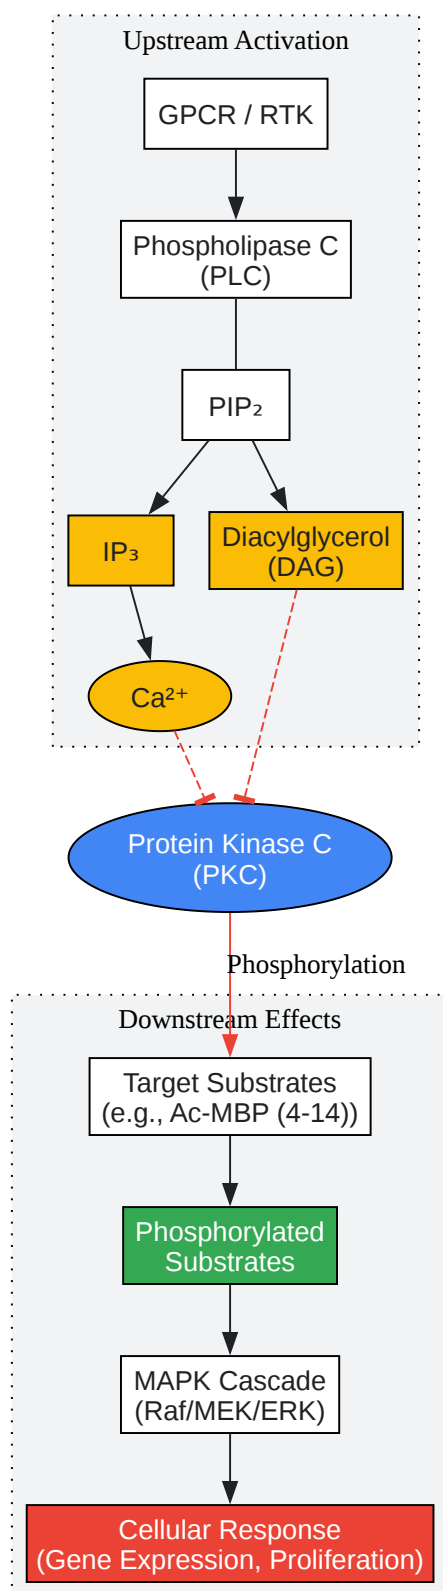 Upstream Activation
GPCR / RTK
Phospholipase C
(PLC)
PIP₂
IP₃
Diacylglycerol
(DAG)
Ca²⁺
Protein Kinase C
(PKC)
Phosphorylation
Downstream Effects
Target Substrates
(e.g., Ac-MBP (4-14))
Phosphorylated
Substrates
MAPK Cascade
(Raf/MEK/ERK)
Cellular Response
(Gene Expression, Proliferation)